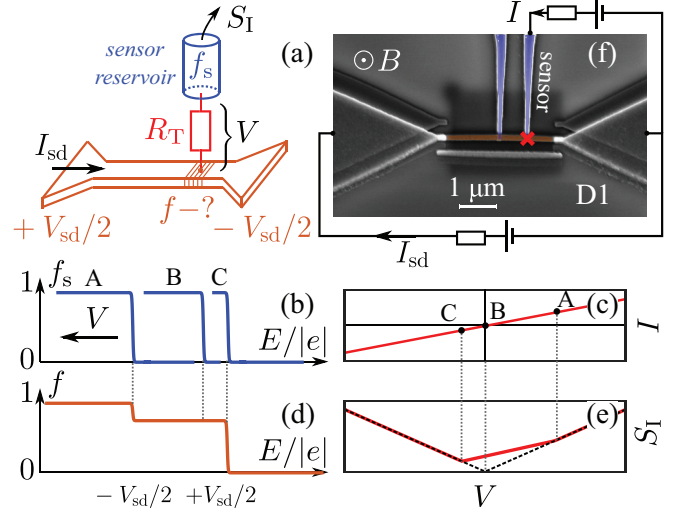 I
S_I
sensor
reservoir
f_s
(a)
R_T
V
I_sd
f−?
+ V_sd/2
− V_sd/2
⊙ B
(f)
sensor
1 μm
D1
I_sd
1
f_s
A
B
C
(b)
V
E/|e|
0
C
B
A
(c)
I
1
f
(d)
E/|e|
0
(e)
S_I
− V_sd/2
+V_sd/2
V